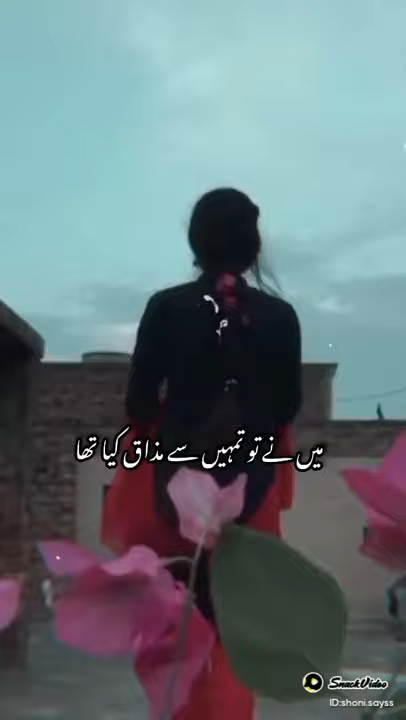 میں نے تو تمہیں سے مذاق کیا تھا
SnackVideo
ID:shoni.sayss